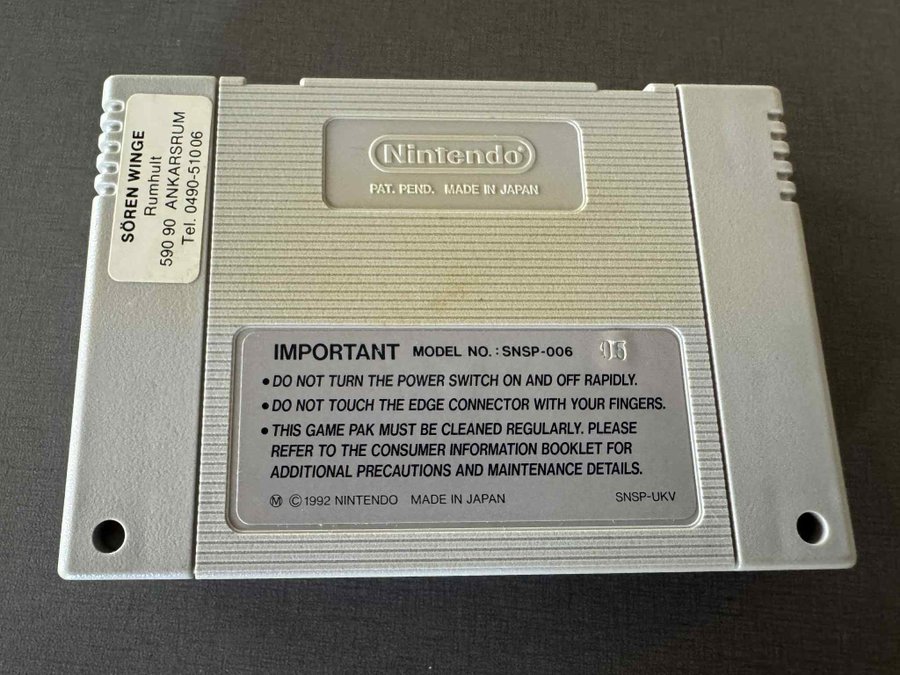 SÖREN WINGE
Rumhult
590 90 ANKARSRUM
Tel. 0490-510 06
Nintendo®
PAT. PEND. MADE IN JAPAN
IMPORTANT MODEL NO.: SNSP-006
• DO NOT TURN THE POWER SWITCH ON AND OFF RAPIDLY.
• DO NOT TOUCH THE EDGE CONNECTOR WITH YOUR FINGERS.
• THIS GAME PAK MUST BE CLEANED REGULARLY. PLEASE
REFER TO THE CONSUMER INFORMATION BOOKLET FOR
ADDITIONAL PRECAUTIONS AND MAINTENANCE DETAILS.
Ⓜ © 1992 NINTENDO MADE IN JAPAN SNSP-UKV